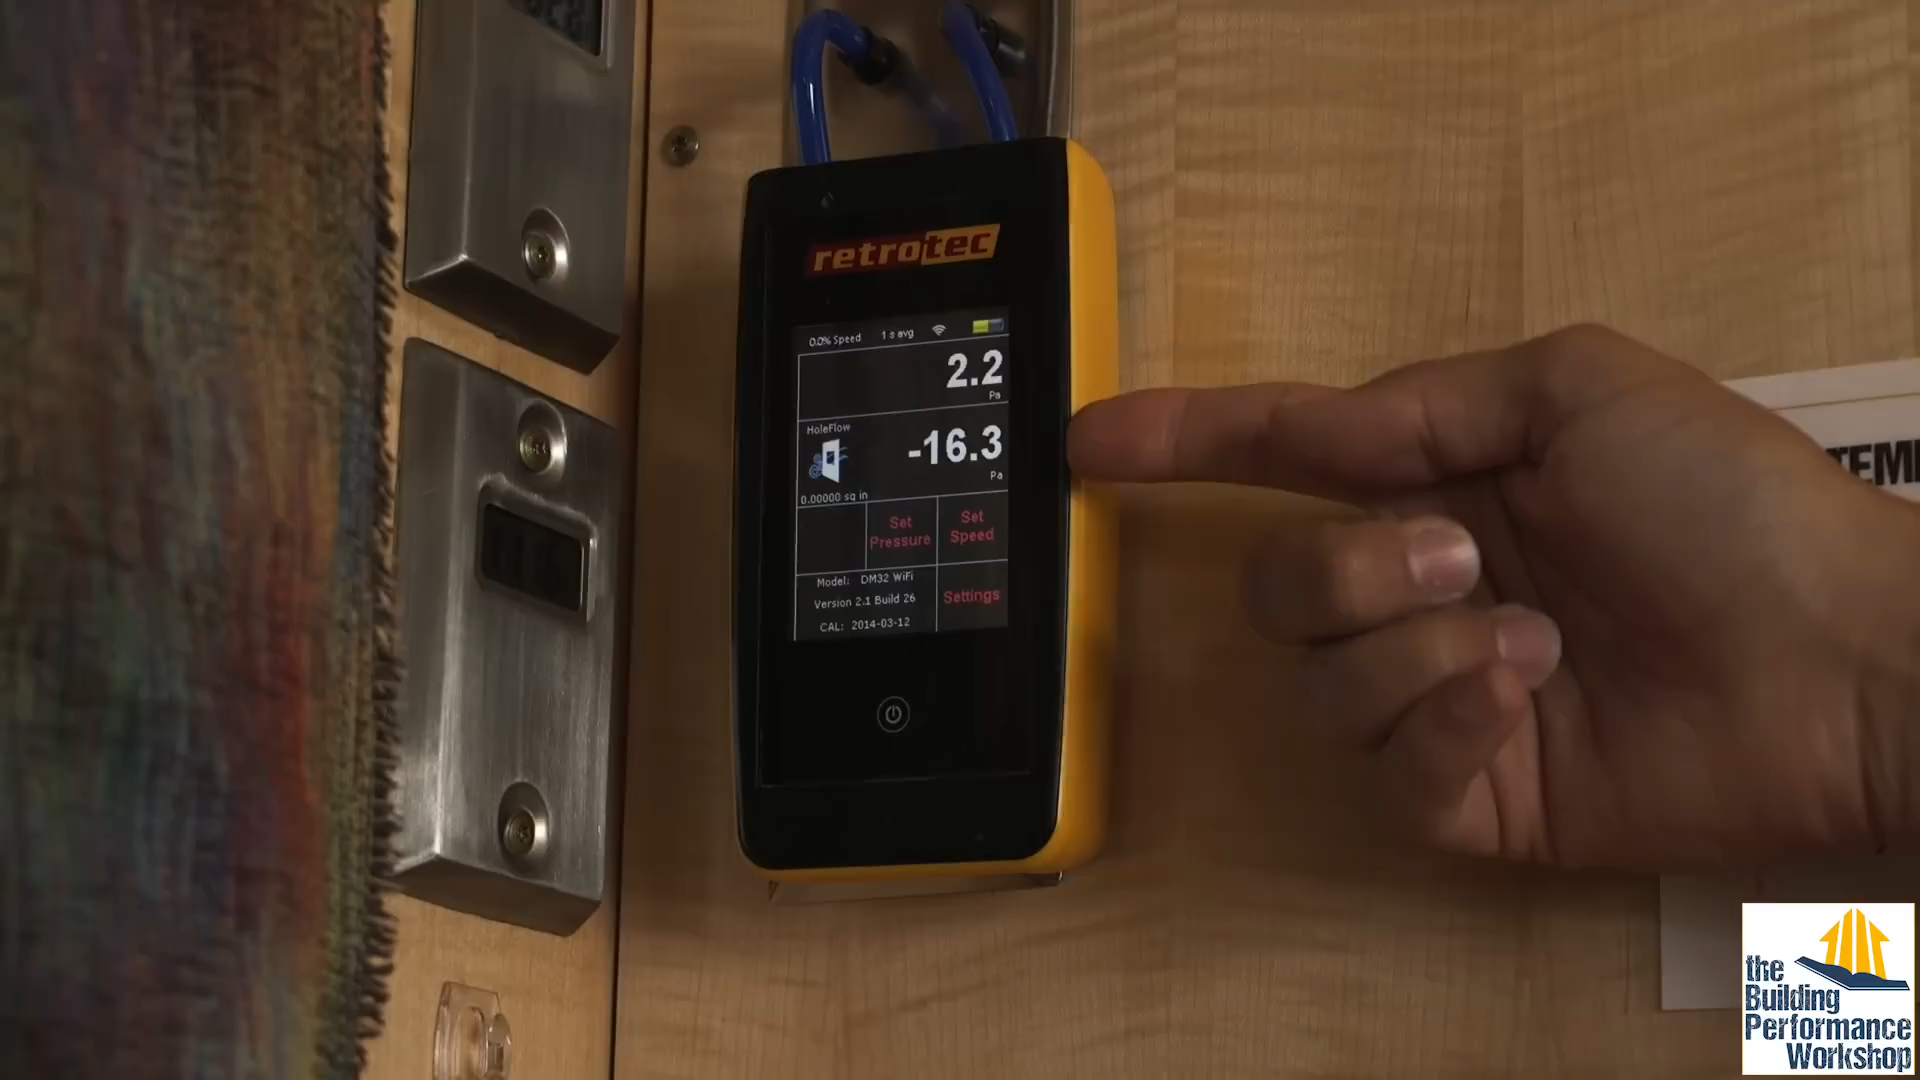 retrotec
0.0% Speed 1 s avg
2.2
Pa
HoleFlow
-16.3
Pa
0.00000 sq in
Set
Pressure
Set
Speed
Model: DM32 WiFi
Version 2.1 Build 26
CAL: 2014-03-12
Settings
TEM
the
Building
Performance
Workshop